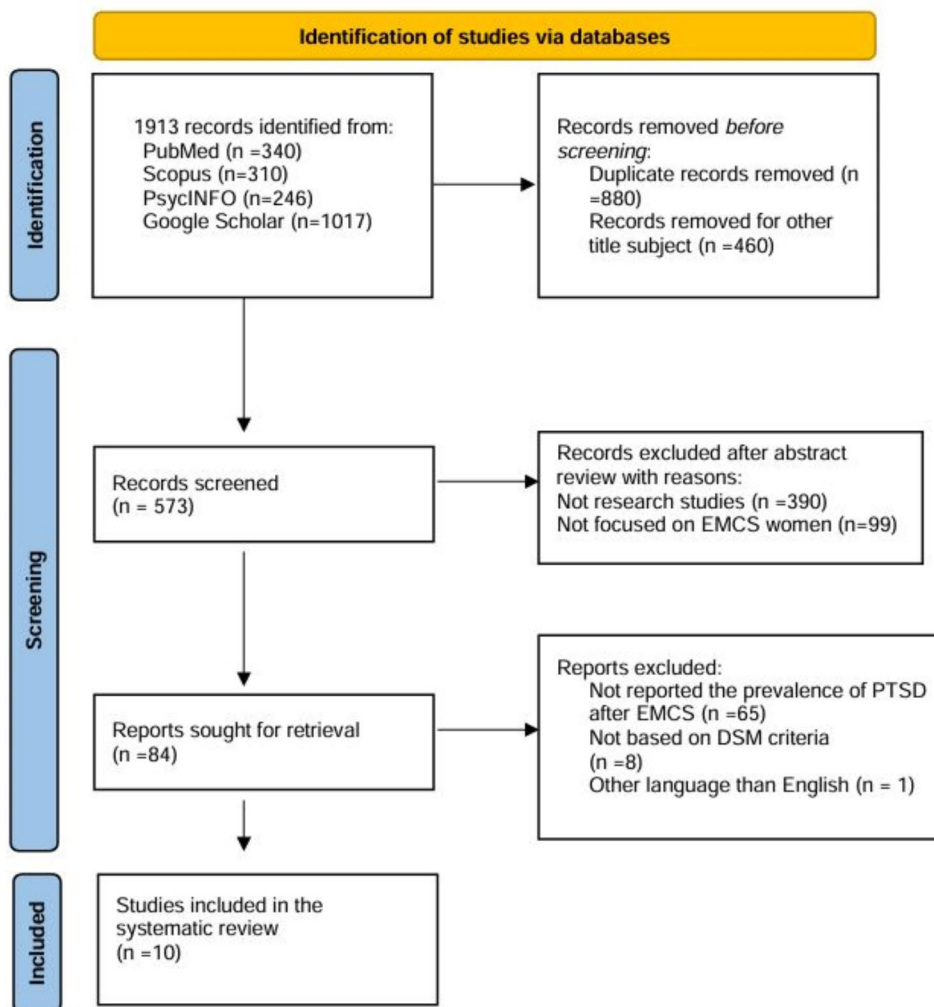 Identification of studies via databases
Identification
1913 records identified from:
PubMed (n =340)
Scopus (n=310)
PsycINFO (n=246)
Google Scholar (n=1017)
Records removed before
screening:
Duplicate records removed (n
=880)
Records removed for other
title subject (n =460)
Screening
Records screened
(n = 573)
Records excluded after abstract
review with reasons:
Not research studies (n =390)
Not focused on EMCS women (n=99)
Reports sought for retrieval
(n =84)
Reports excluded:
Not reported the prevalence of PTSD
after EMCS (n =65)
Not based on DSM criteria
(n =8)
Other language than English (n = 1)
Included
Studies included in the
systematic review
(n =10)